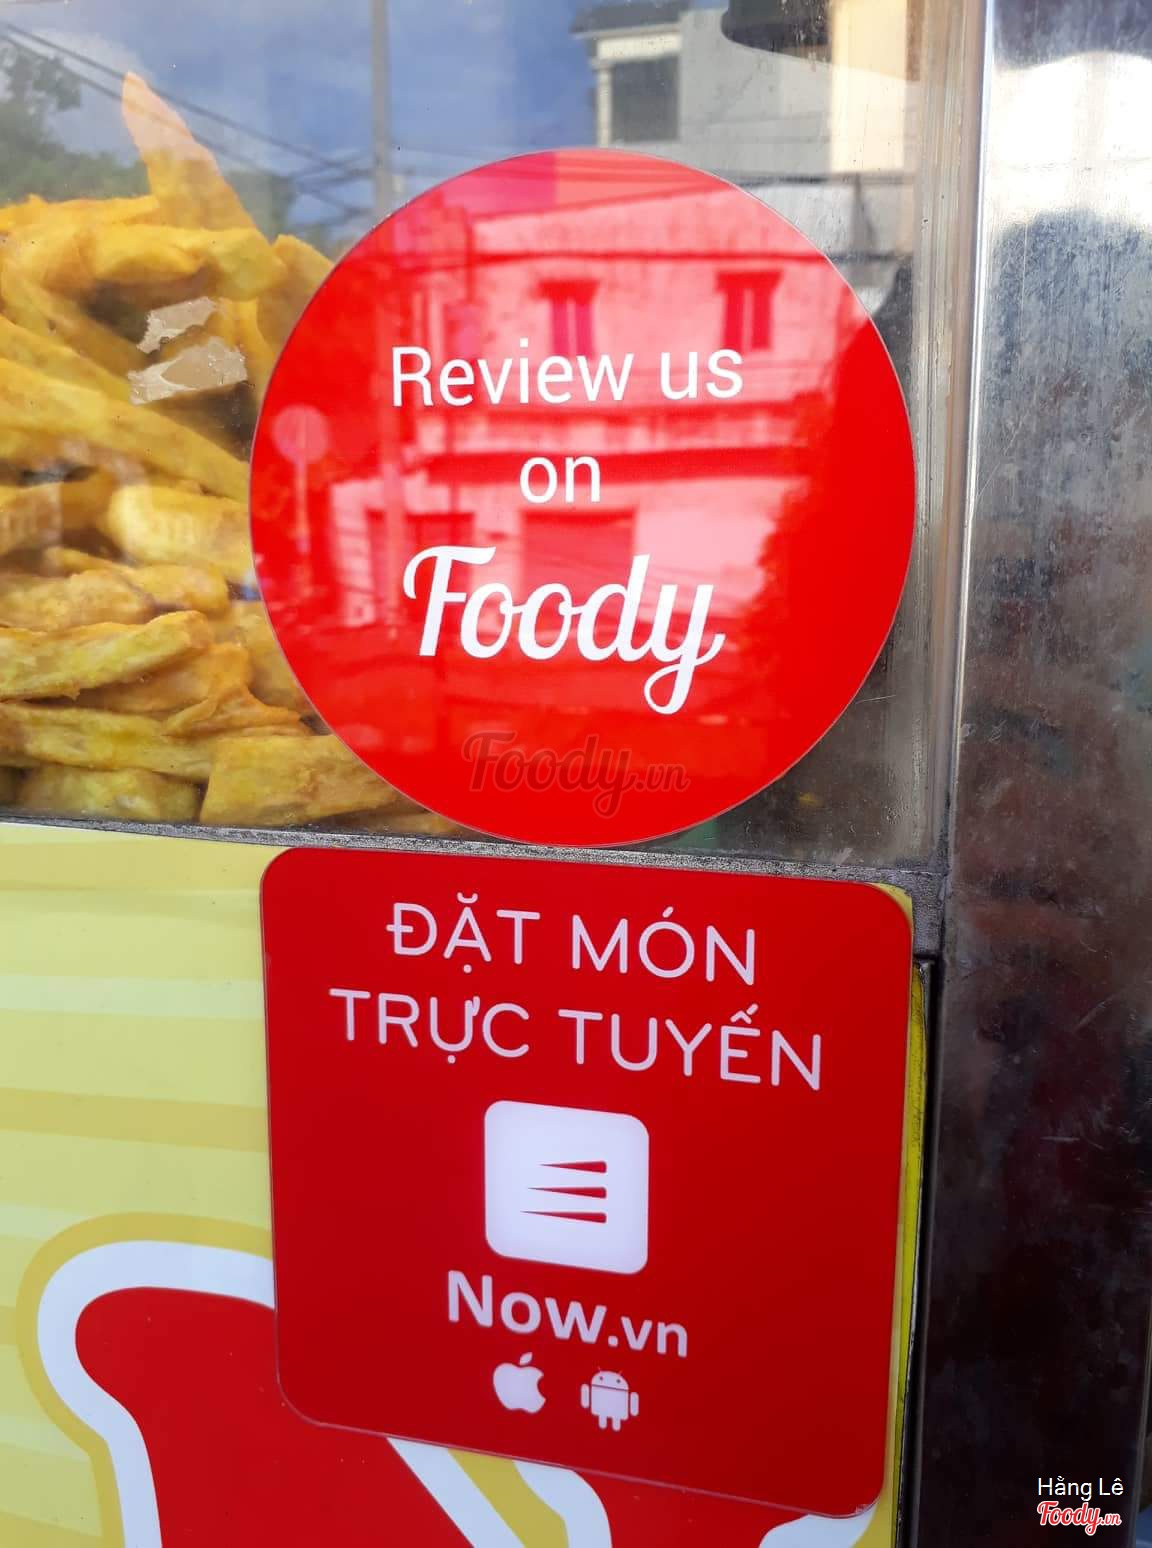 Review us
on
Foody
Foody.vn
ĐẶT MÓN
TRỰC TUYẾN
Now.vn
Hằng Lê
Foody.vn